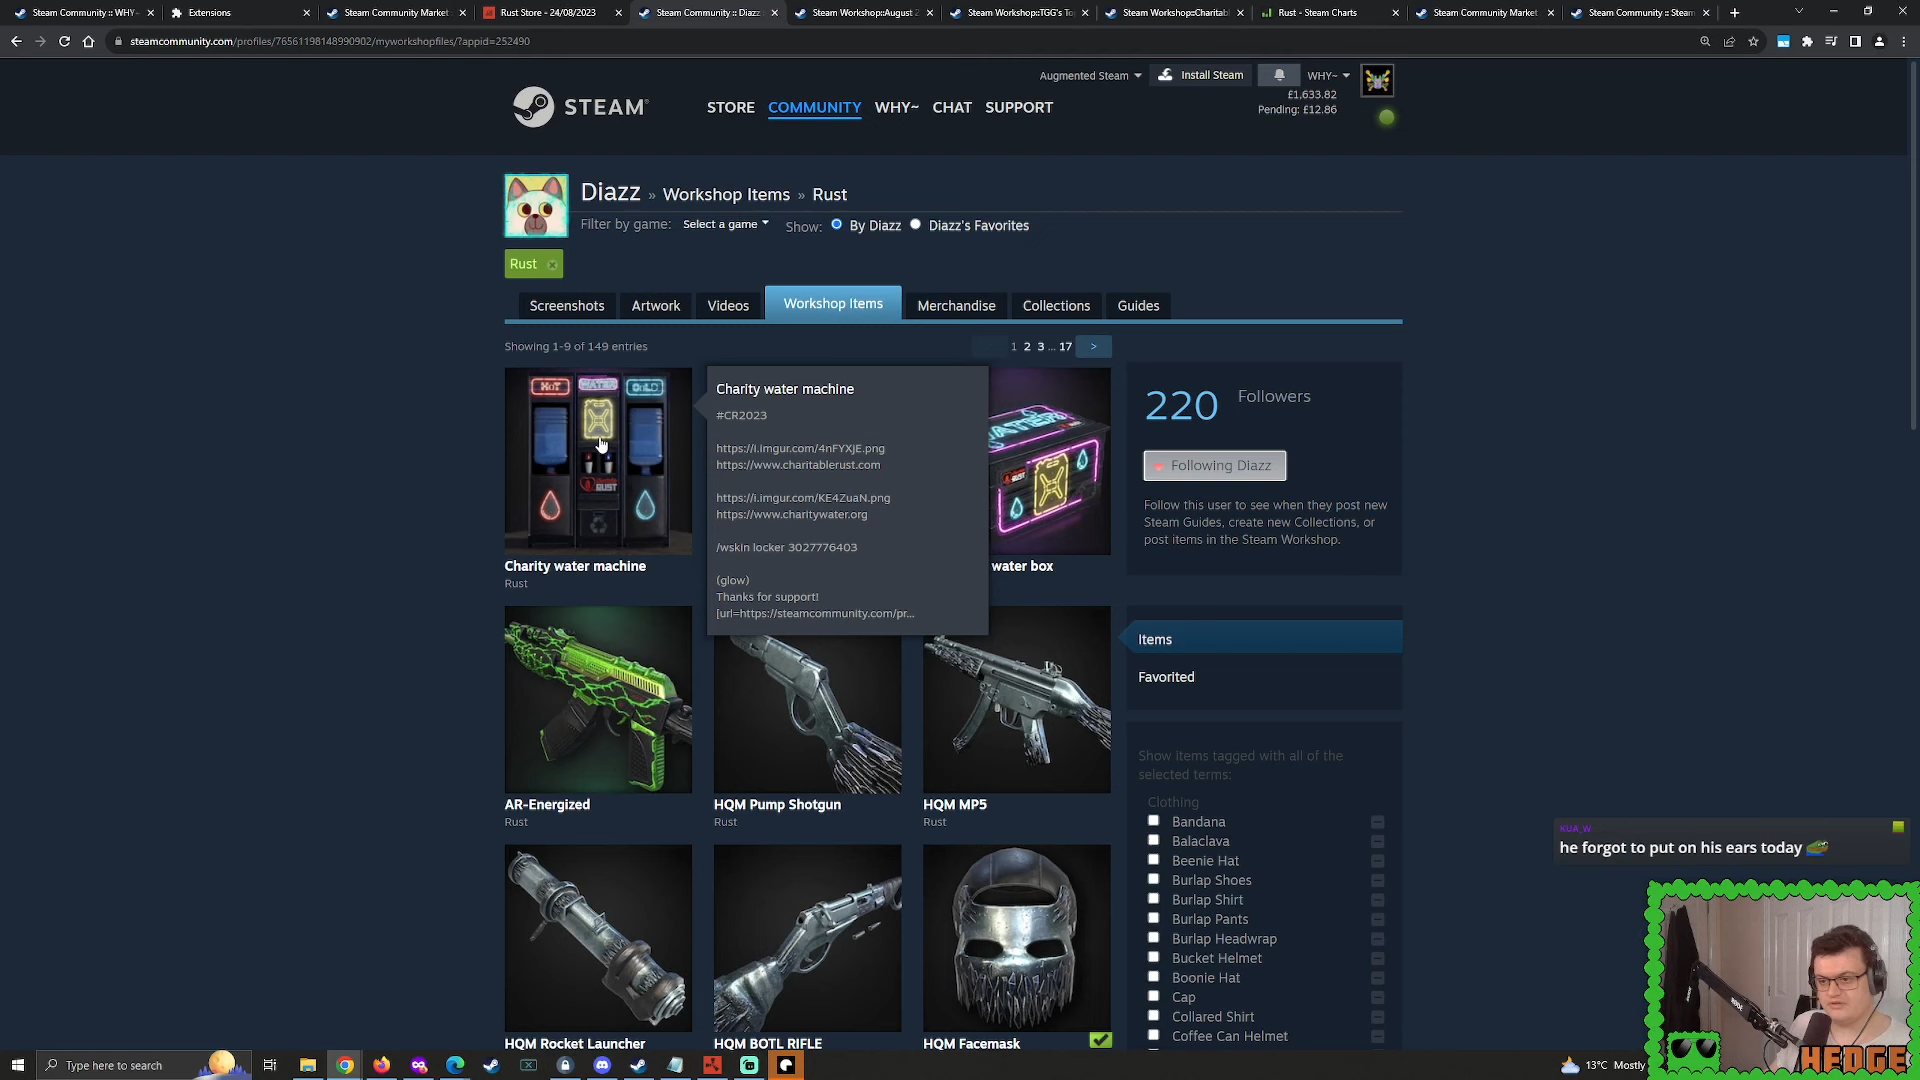 Steam Community :: WHY~
Extensions
Steam Community Market
Rust Store - 24/08/2023
Steam Community :: Diazz
Steam Workshop::August 2
Steam Workshop::TGG's To
Steam Workshop::Charitab
Rust - Steam Charts
Steam Community Market
Steam Community :: Steam
steamcommunity.com/profiles/76561198148990902/myworkshopfiles/?appid=252490
Augmented Steam
Install Steam
WHY~
£1,633.82
Pending: £12.86
STEAM
STORE
COMMUNITY
WHY~
CHAT
SUPPORT
Diazz » Workshop Items » Rust
Filter by game: Select a game
Show: By Diazz Diazz's Favorites
Rust
Screenshots
Artwork
Videos
Workshop Items
Merchandise
Collections
Guides
Showing 1-9 of 149 entries
1 2 3 ... 17 >
HOT
WATER
COLD
RUST
Charity water machine
Rust
Charity water machine
#CR2023
https://i.imgur.com/4nFYXJE.png
https://www.charitablerust.com
https://i.imgur.com/KE4ZuaN.png
https://www.charitywater.org
/wskin locker 3027776403
(glow)
Thanks for support!
[url=https://steamcommunity.com/pr...
WATER
water box
220 Followers
Following Diazz
Follow this user to see when they post new
Steam Guides, create new Collections, or
post items in the Steam Workshop.
AR-Energized
Rust
HQM Pump Shotgun
Rust
HQM MP5
Rust
Items
Favorited
Show items tagged with all of the
selected terms:
Clothing
Bandana
Balaclava
Beenie Hat
Burlap Shoes
Burlap Shirt
Burlap Pants
Burlap Headwrap
Bucket Helmet
Boonie Hat
Cap
Collared Shirt
Coffee Can Helmet
HQM Rocket Launcher
HQM BOTL RIFLE
HQM Facemask
KUA_W
he forgot to put on his ears today
HEDGE
Type here to search
13°C Mostly